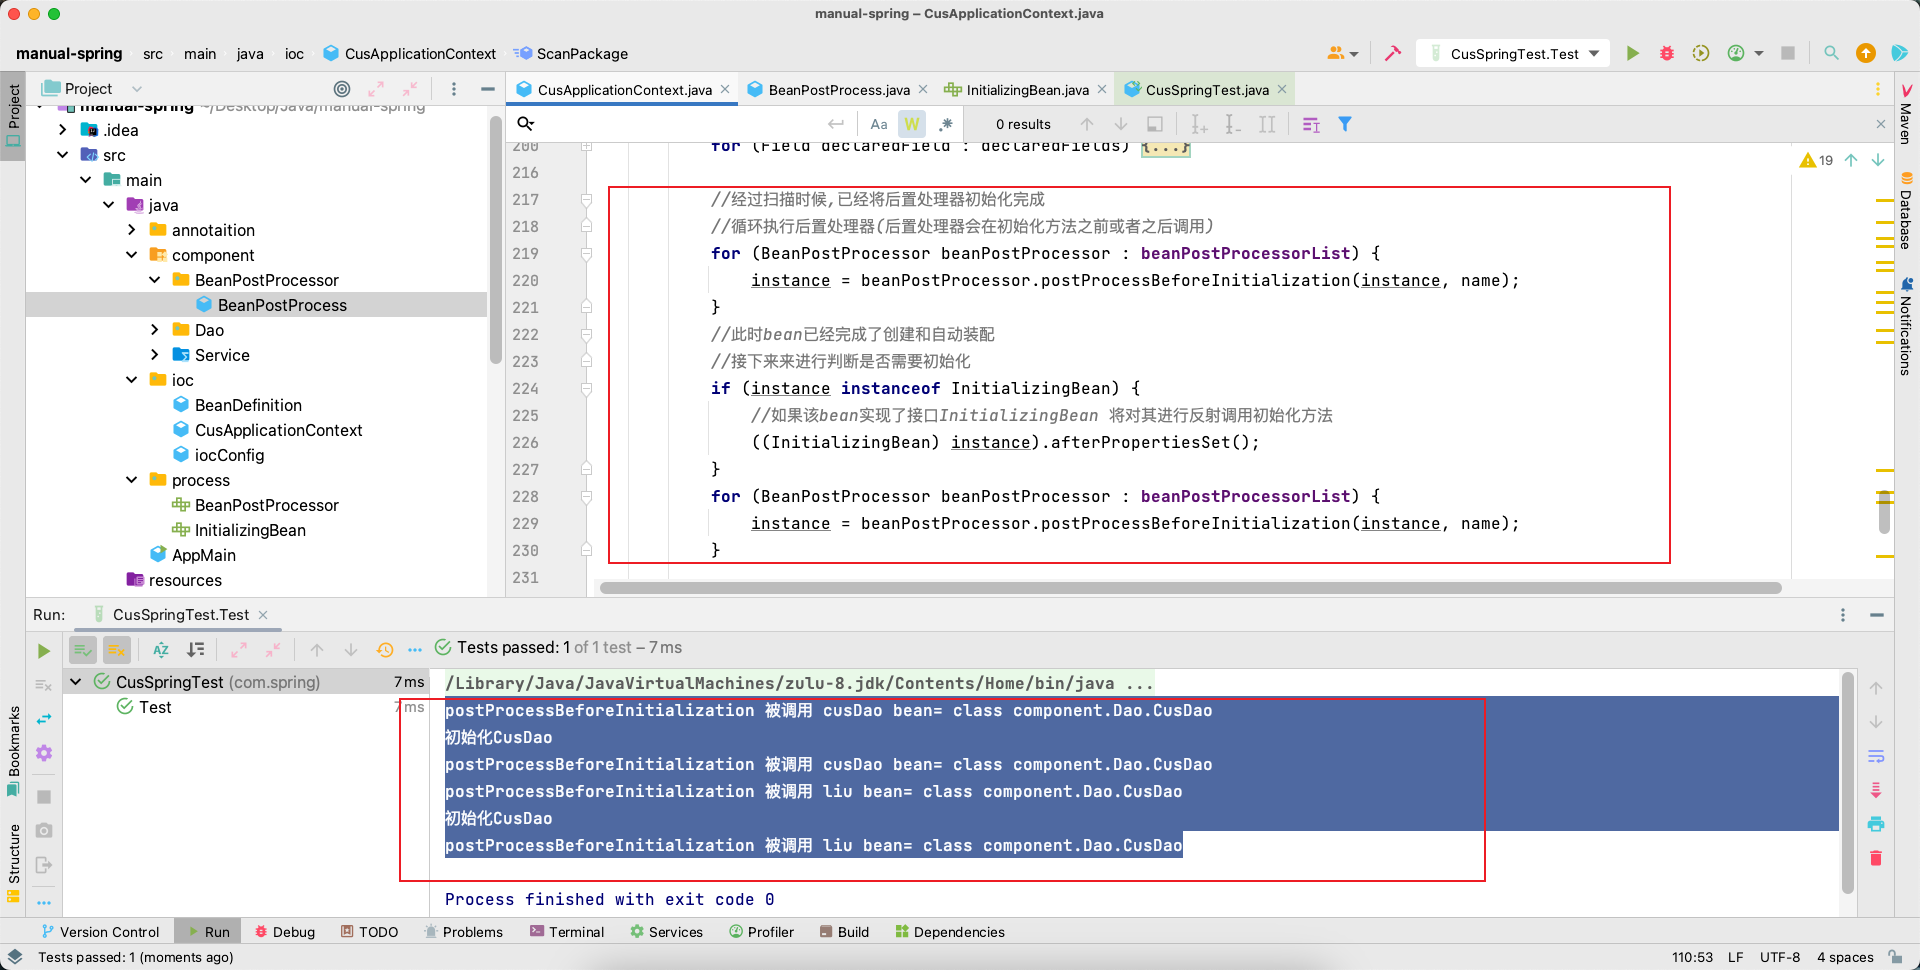 manual-spring – CusApplicationContext.java
manual-spring
src
main
java
ioc
CusApplicationContext
ScanPackage
CusSpringTest.Test
Project
Project
manual-spring ~/Desktop/Java/manual-spring
.idea
src
main
java
annotaition
component
BeanPostProcessor
BeanPostProcess
Dao
Service
ioc
BeanDefinition
CusApplicationContext
iocConfig
process
BeanPostProcessor
InitializingBean
AppMain
resources
CusApplicationContext.java
BeanPostProcess.java
InitializingBean.java
CusSpringTest.java
Aa
W
.*
0 results
19
200 for (Field declaredField : declaredFields) {...}
216
217 //经过扫描时候,已经将后置处理器初始化完成
218 //循环执行后置处理器(后置处理器会在初始化方法之前或者之后调用)
219 for (BeanPostProcessor beanPostProcessor : beanPostProcessorList) {
220 instance = beanPostProcessor.postProcessBeforeInitialization(instance, name);
221 }
222 //此时bean已经完成了创建和自动装配
223 //接下来来进行判断是否需要初始化
224 if (instance instanceof InitializingBean) {
225 //如果该bean实现了接口InitializingBean 将对其进行反射调用初始化方法
226 ((InitializingBean) instance).afterPropertiesSet();
227 }
228 for (BeanPostProcessor beanPostProcessor : beanPostProcessorList) {
229 instance = beanPostProcessor.postProcessBeforeInitialization(instance, name);
230 }
231
Maven
Database
Notifications
Run:
CusSpringTest.Test
Tests passed: 1 of 1 test – 7 ms
CusSpringTest (com.spring) 7 ms
Test 7 ms
/Library/Java/JavaVirtualMachines/zulu-8.jdk/Contents/Home/bin/java ...
postProcessBeforeInitialization 被调用 cusDao bean= class component.Dao.CusDao
初始化CusDao
postProcessBeforeInitialization 被调用 cusDao bean= class component.Dao.CusDao
postProcessBeforeInitialization 被调用 liu bean= class component.Dao.CusDao
初始化CusDao
postProcessBeforeInitialization 被调用 liu bean= class component.Dao.CusDao
Process finished with exit code 0
Bookmarks
Structure
Version Control
Run
Debug
TODO
Problems
Terminal
Services
Profiler
Build
Dependencies
Tests passed: 1 (moments ago)
110:53
LF
UTF-8
4 spaces